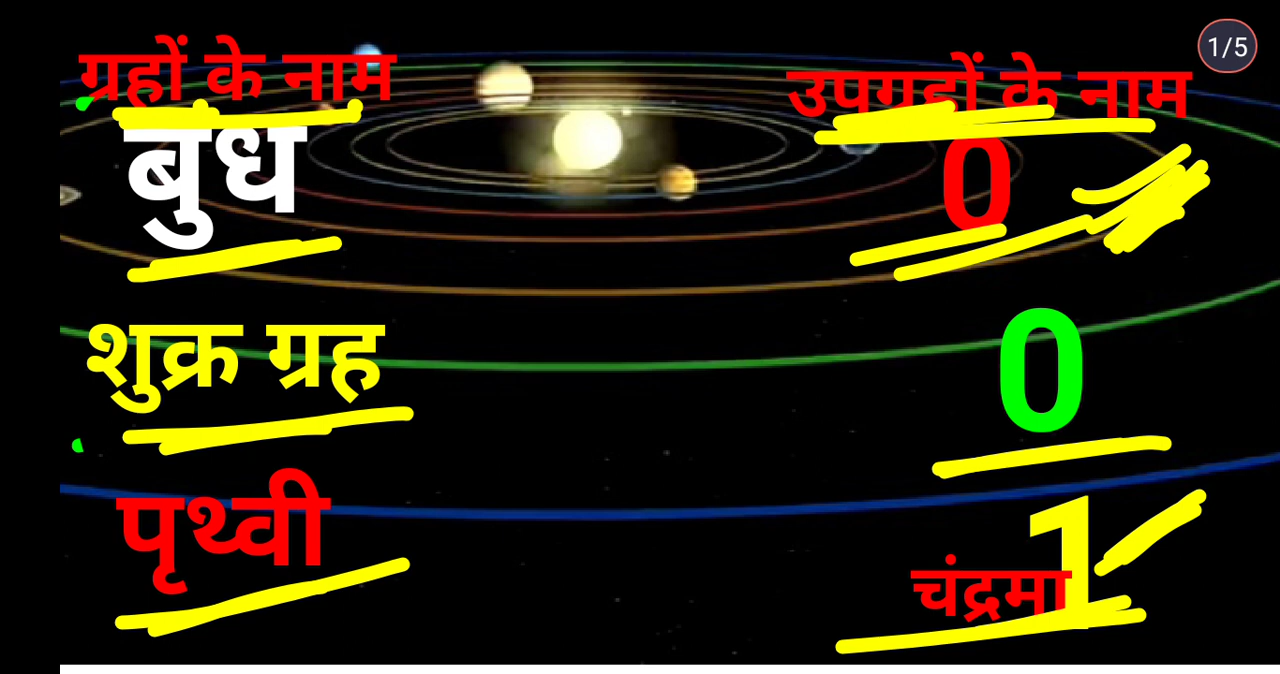 1/5
ग्रहों के नाम
उपग्रहों के नाम
बुध
0
शुक्र ग्रह
0
पृथ्वी
1
चंद्रमा